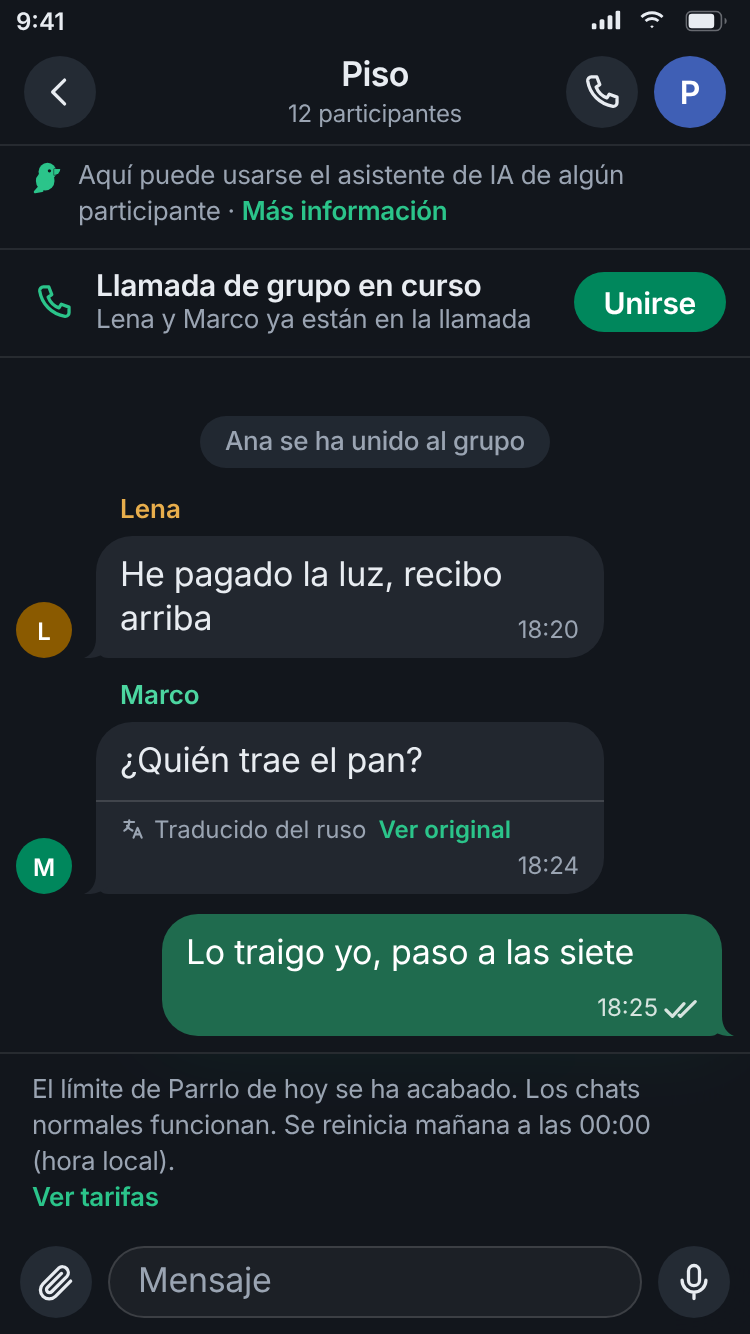 9:41
Piso
12 participantes
P
Aquí puede usarse el asistente de IA de algún
participante · Más información
Llamada de grupo en curso
Lena y Marco ya están en la llamada
Unirse
Ana se ha unido al grupo
Lena
He pagado la luz, recibo
arriba
18:20
L
Marco
¿Quién trae el pan?
Traducido del ruso Ver original
18:24
M
Lo traigo yo, paso a las siete
18:25
El límite de Parrlo de hoy se ha acabado. Los chats
normales funcionan. Se reinicia mañana a las 00:00
(hora local).
Ver tarifas
Mensaje